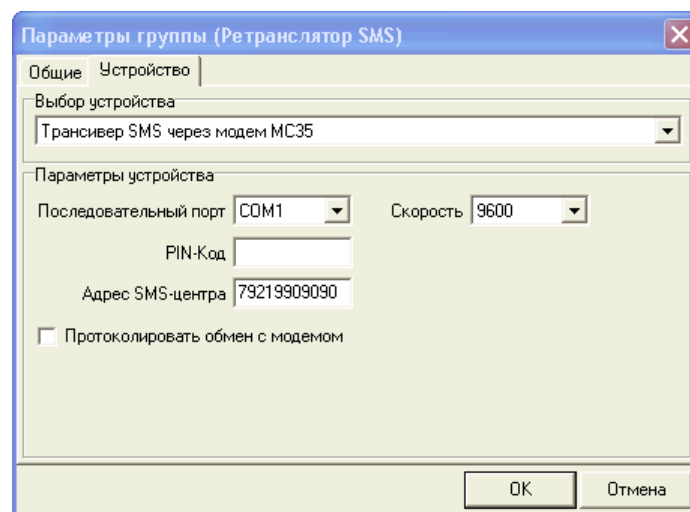 Параметры группы (Ретранслятор SMS)
Общие Устройство
Выбор устройства
Трансивер SMS через модем MC35
Параметры устройства
Последовательный порт COM1 Скорость 9600
PIN-Код
Адрес SMS-центра 79219909090
Протоколировать обмен с модемом
OK Отмена